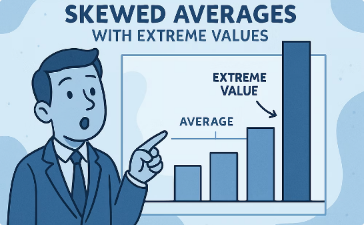 SKEWED AVERAGES
WITH EXTREME VALUES
EXTREME
VALUE
AVERAGE